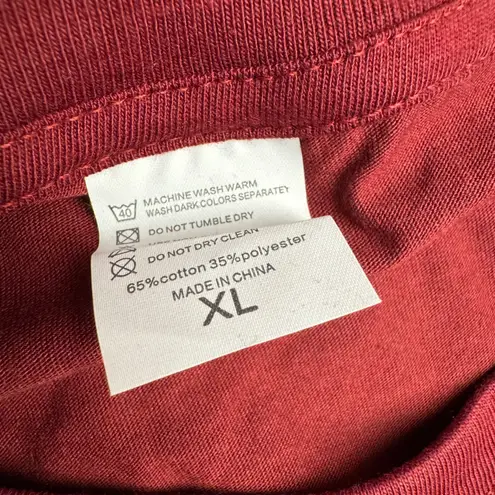 40
MACHINE WASH WARM
WASH DARK COLORS SEPARATELY
DO NOT TUMBLE DRY
DO NOT DRY CLEAN
65%cotton 35%polyester
MADE IN CHINA
XL